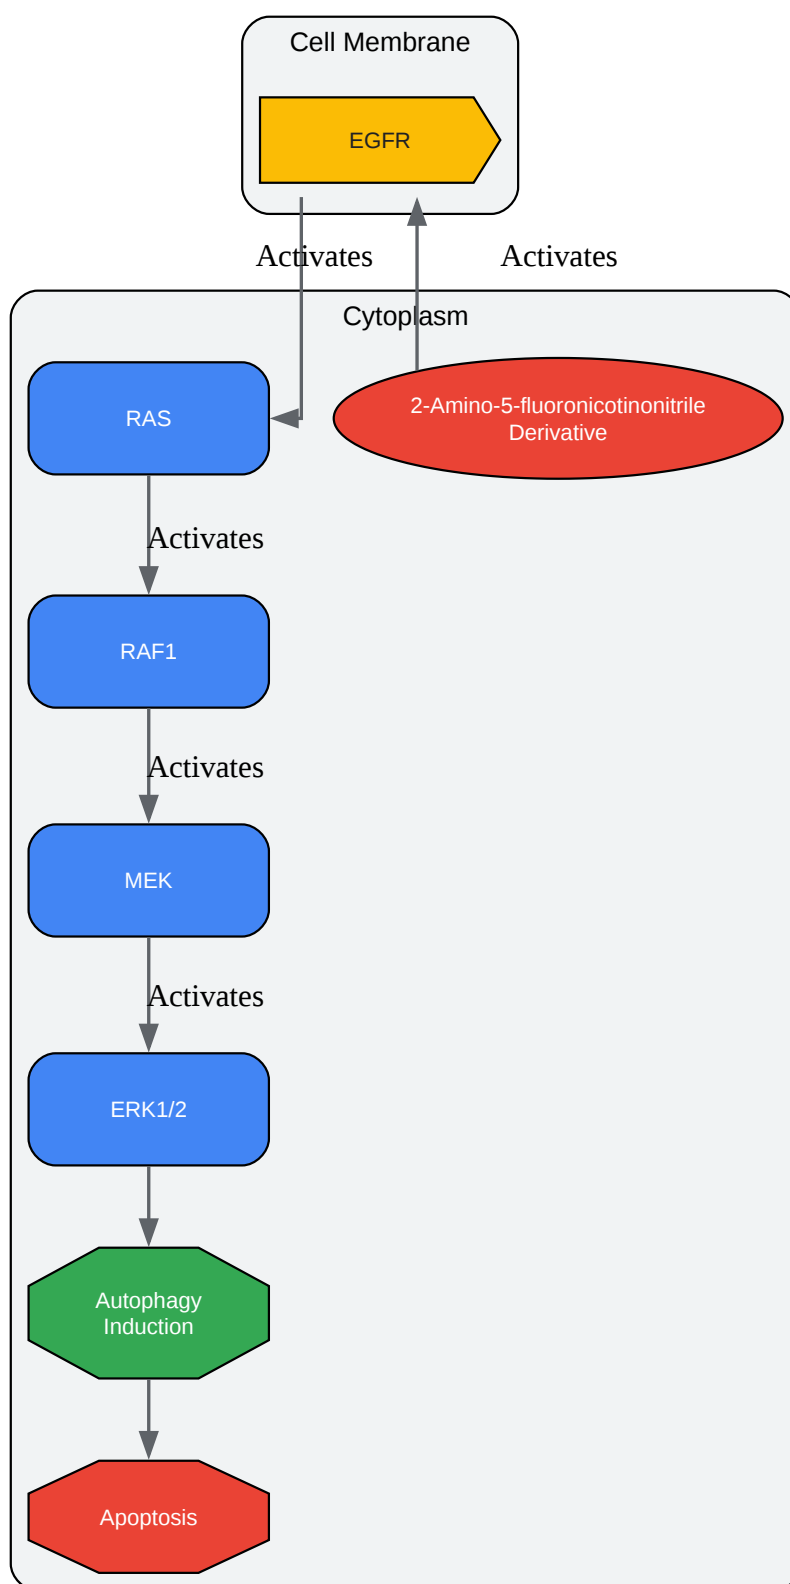 Cell Membrane
EGFR
Activates
Activates
Cytoplasm
RAS
2-Amino-5-fluoronicotinonitrile
Derivative
Activates
RAF1
Activates
MEK
Activates
ERK1/2
Autophagy
Induction
Apoptosis